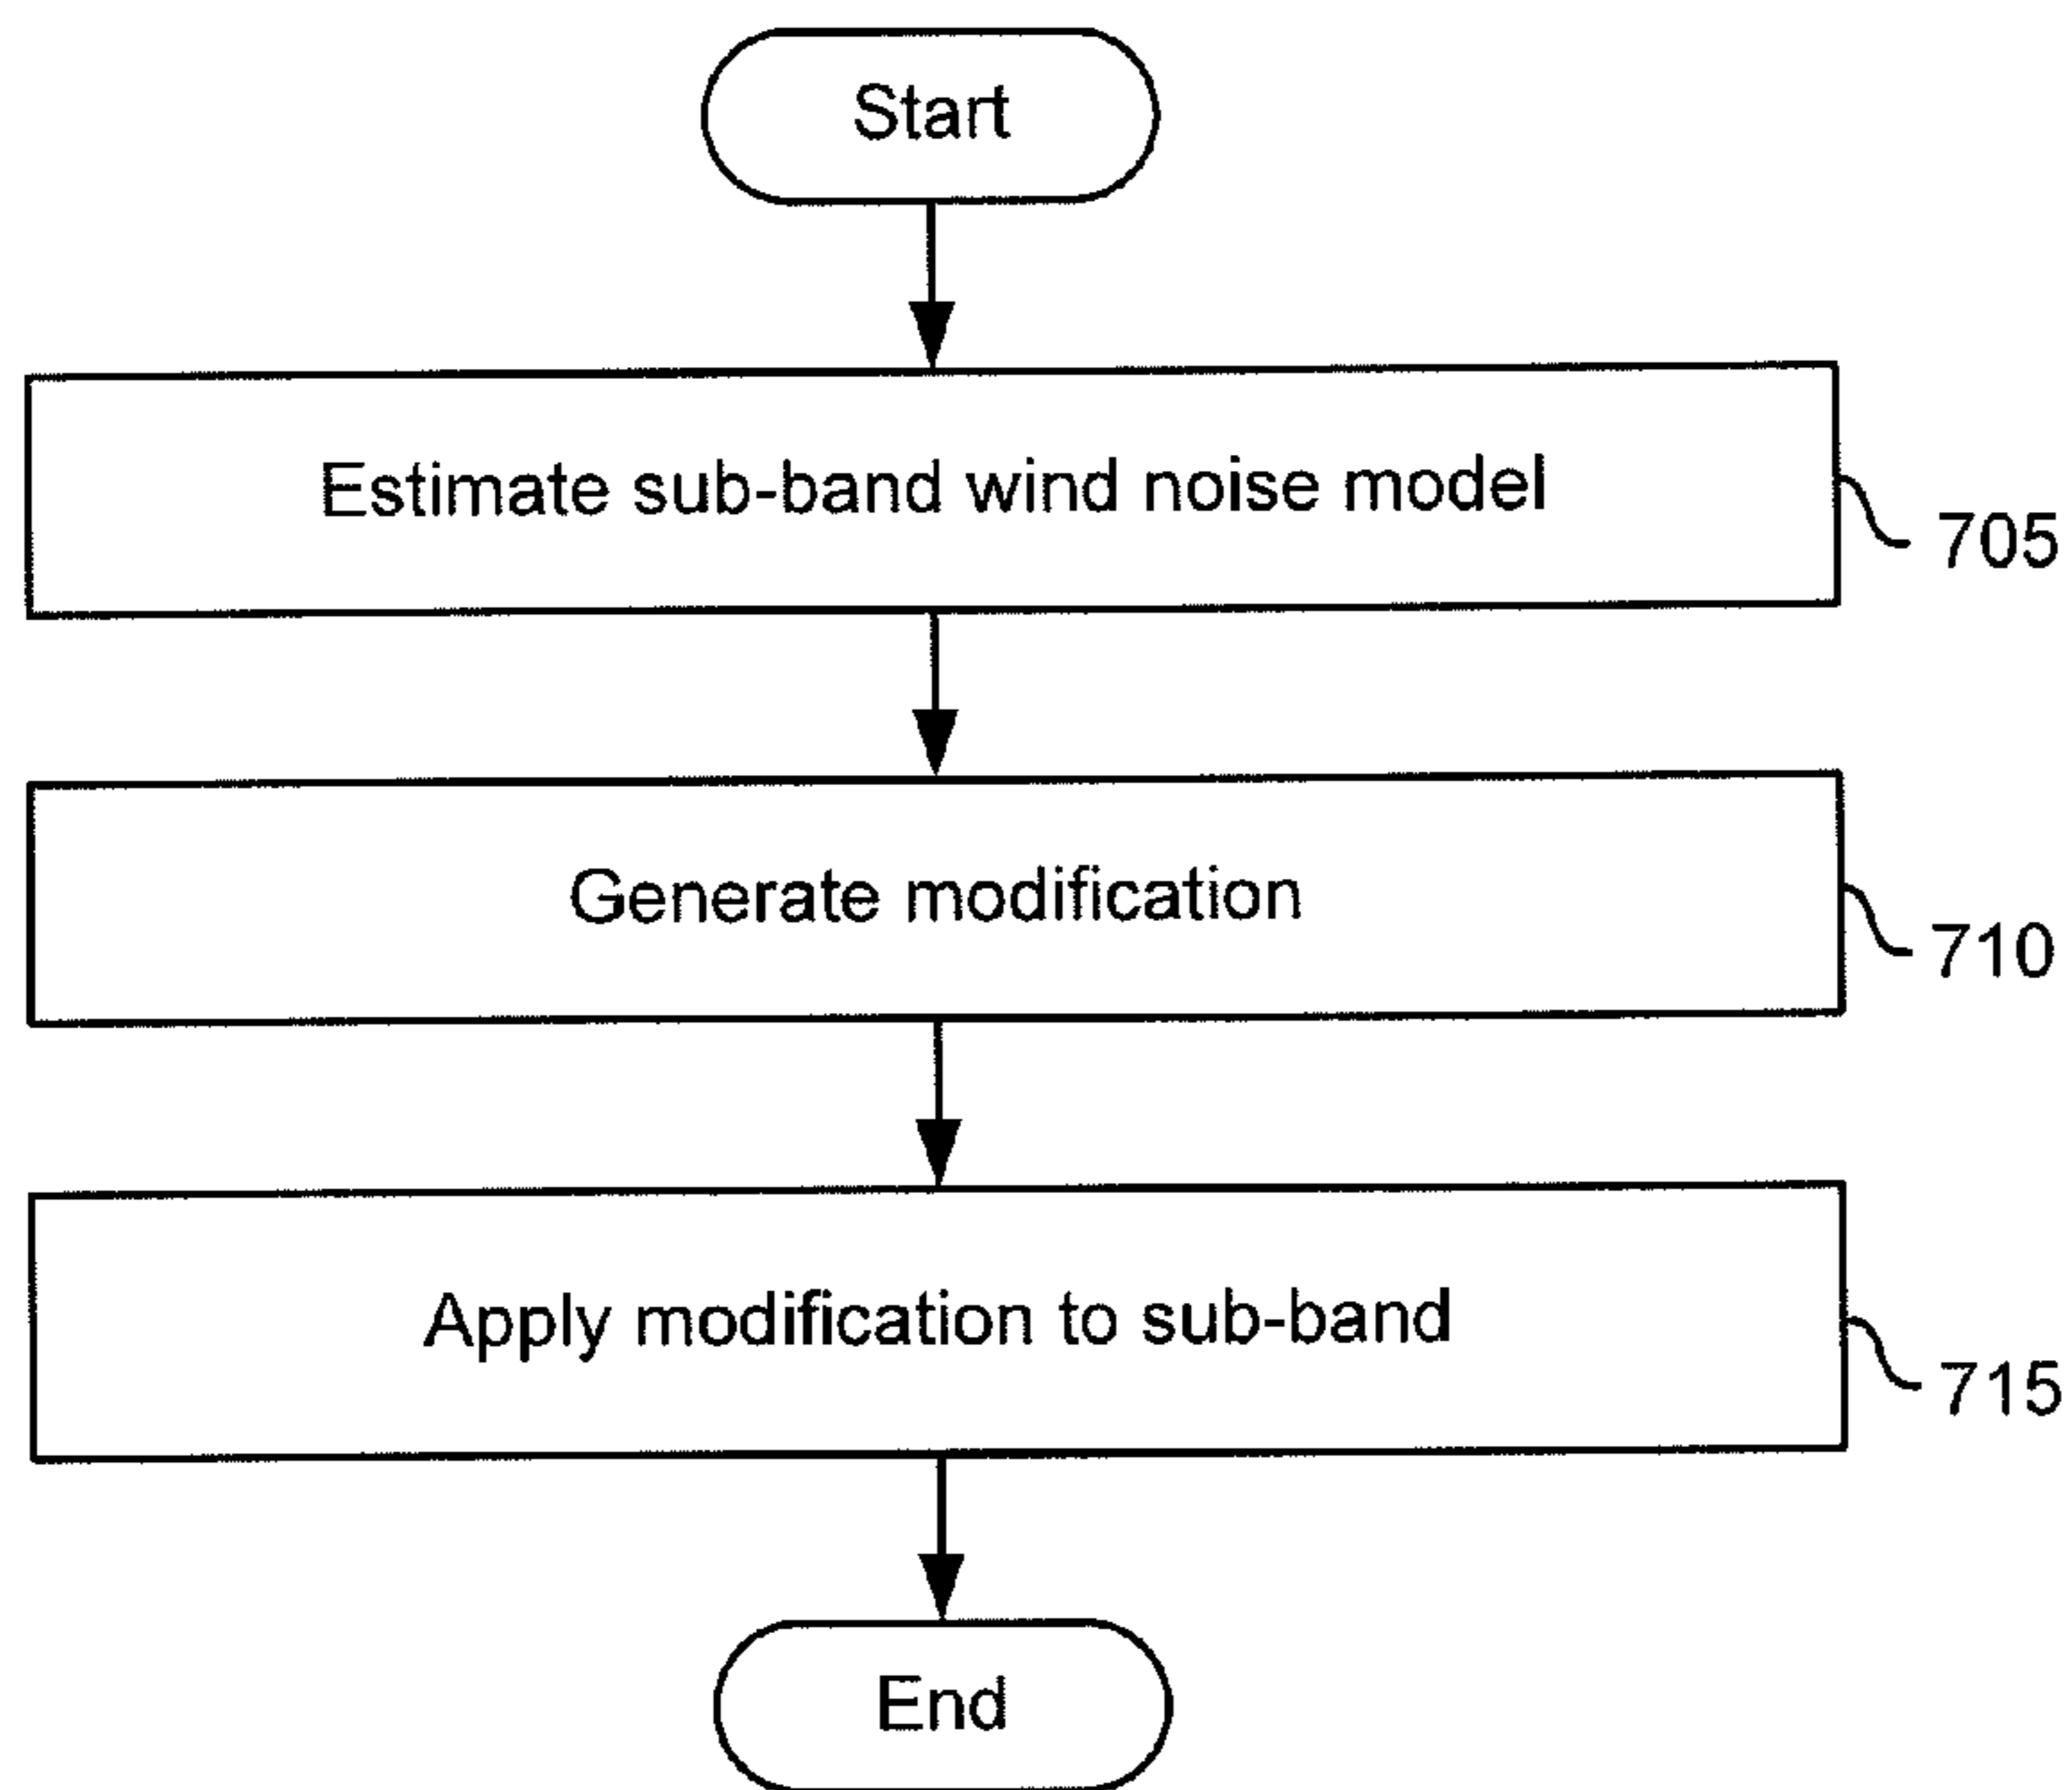 Start
Estimate sub-band wind noise model
705
Generate modification
710
Apply modification to sub-band
715
End